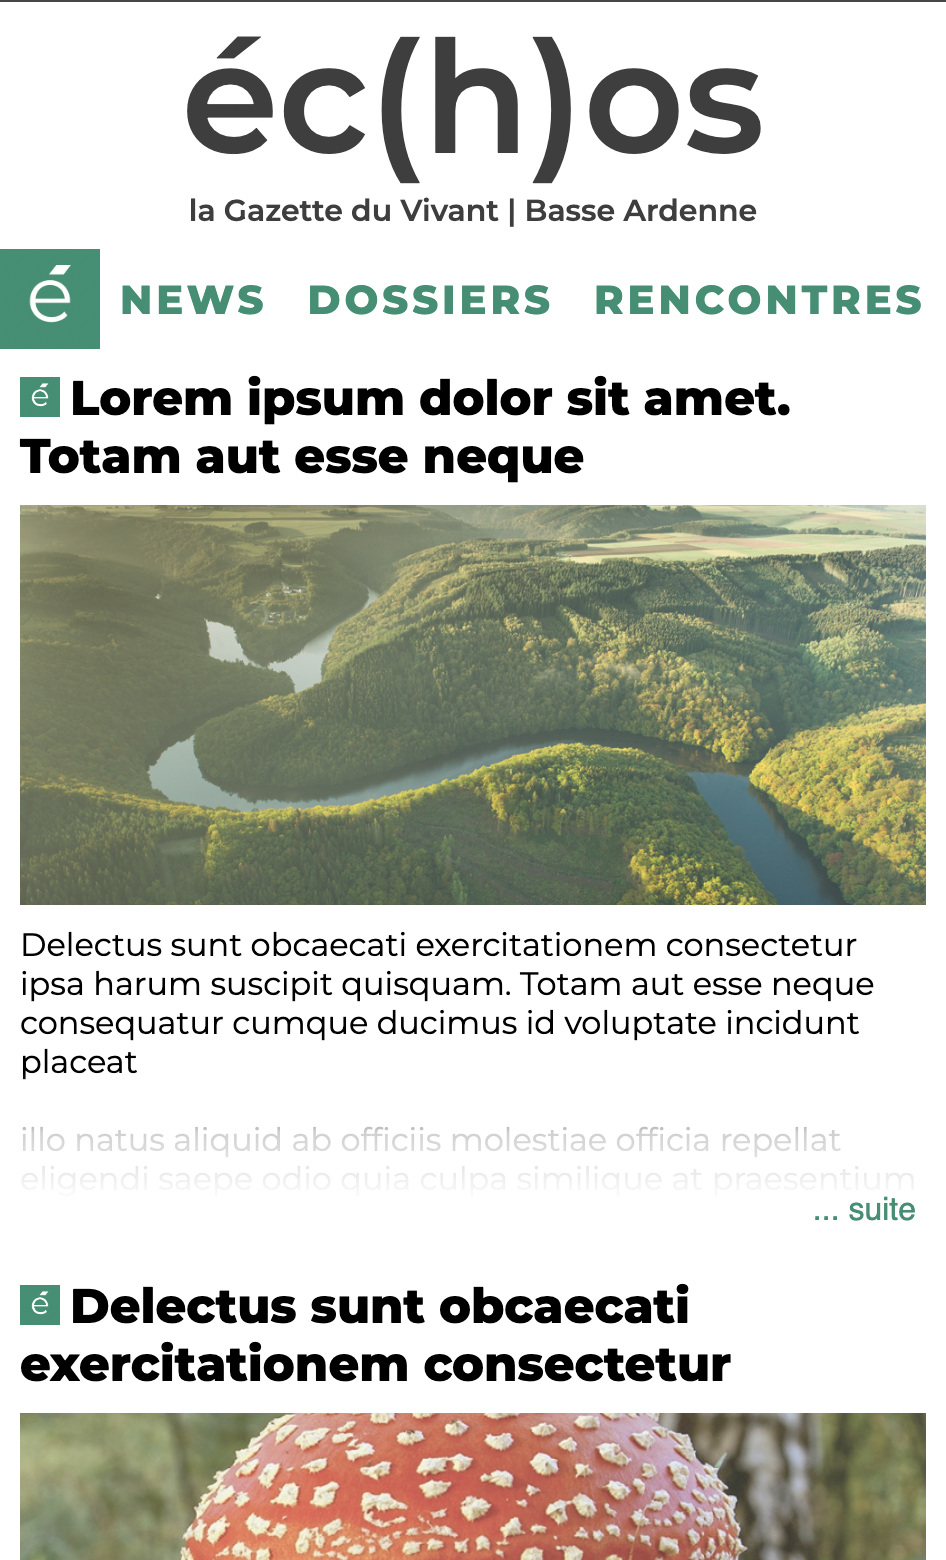 éc(h)os
la Gazette du Vivant | Basse Ardenne
é NEWS DOSSIERS RENCONTRES
é Lorem ipsum dolor sit amet.
Totam aut esse neque
Delectus sunt obcaecati exercitationem consectetur
ipsa harum suscipit quisquam. Totam aut esse neque
consequatur cumque ducimus id voluptate incidunt
placeat
illo natus aliquid ab officiis molestiae officia repellat
eligendi saepe odio quia culpa similique at praesentium
... suite
é Delectus sunt obcaecati
exercitationem consectetur